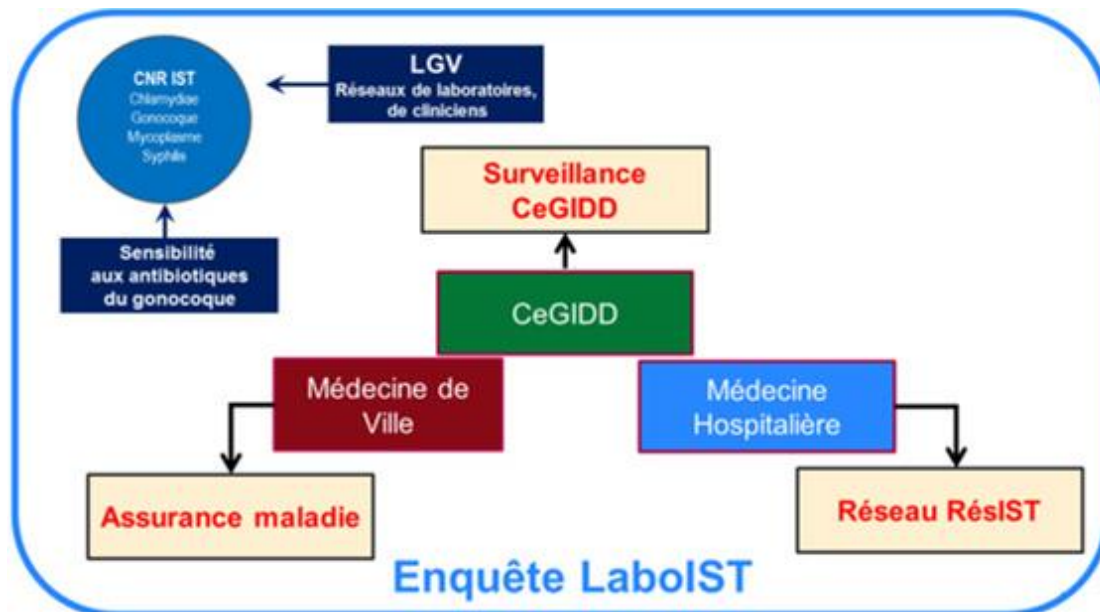 CNR IST
Chlamydiae
Gonocoque
Mycoplasme
Syphilis
LGV
Réseaux de laboratoires,
de cliniciens
Sensibilité
aux antibiotiques
du gonocoque
Surveillance
CeGIDD
CeGIDD
Médecine de
Ville
Médecine
Hospitalière
Assurance maladie
Réseau RésIST
Enquête LaboIST